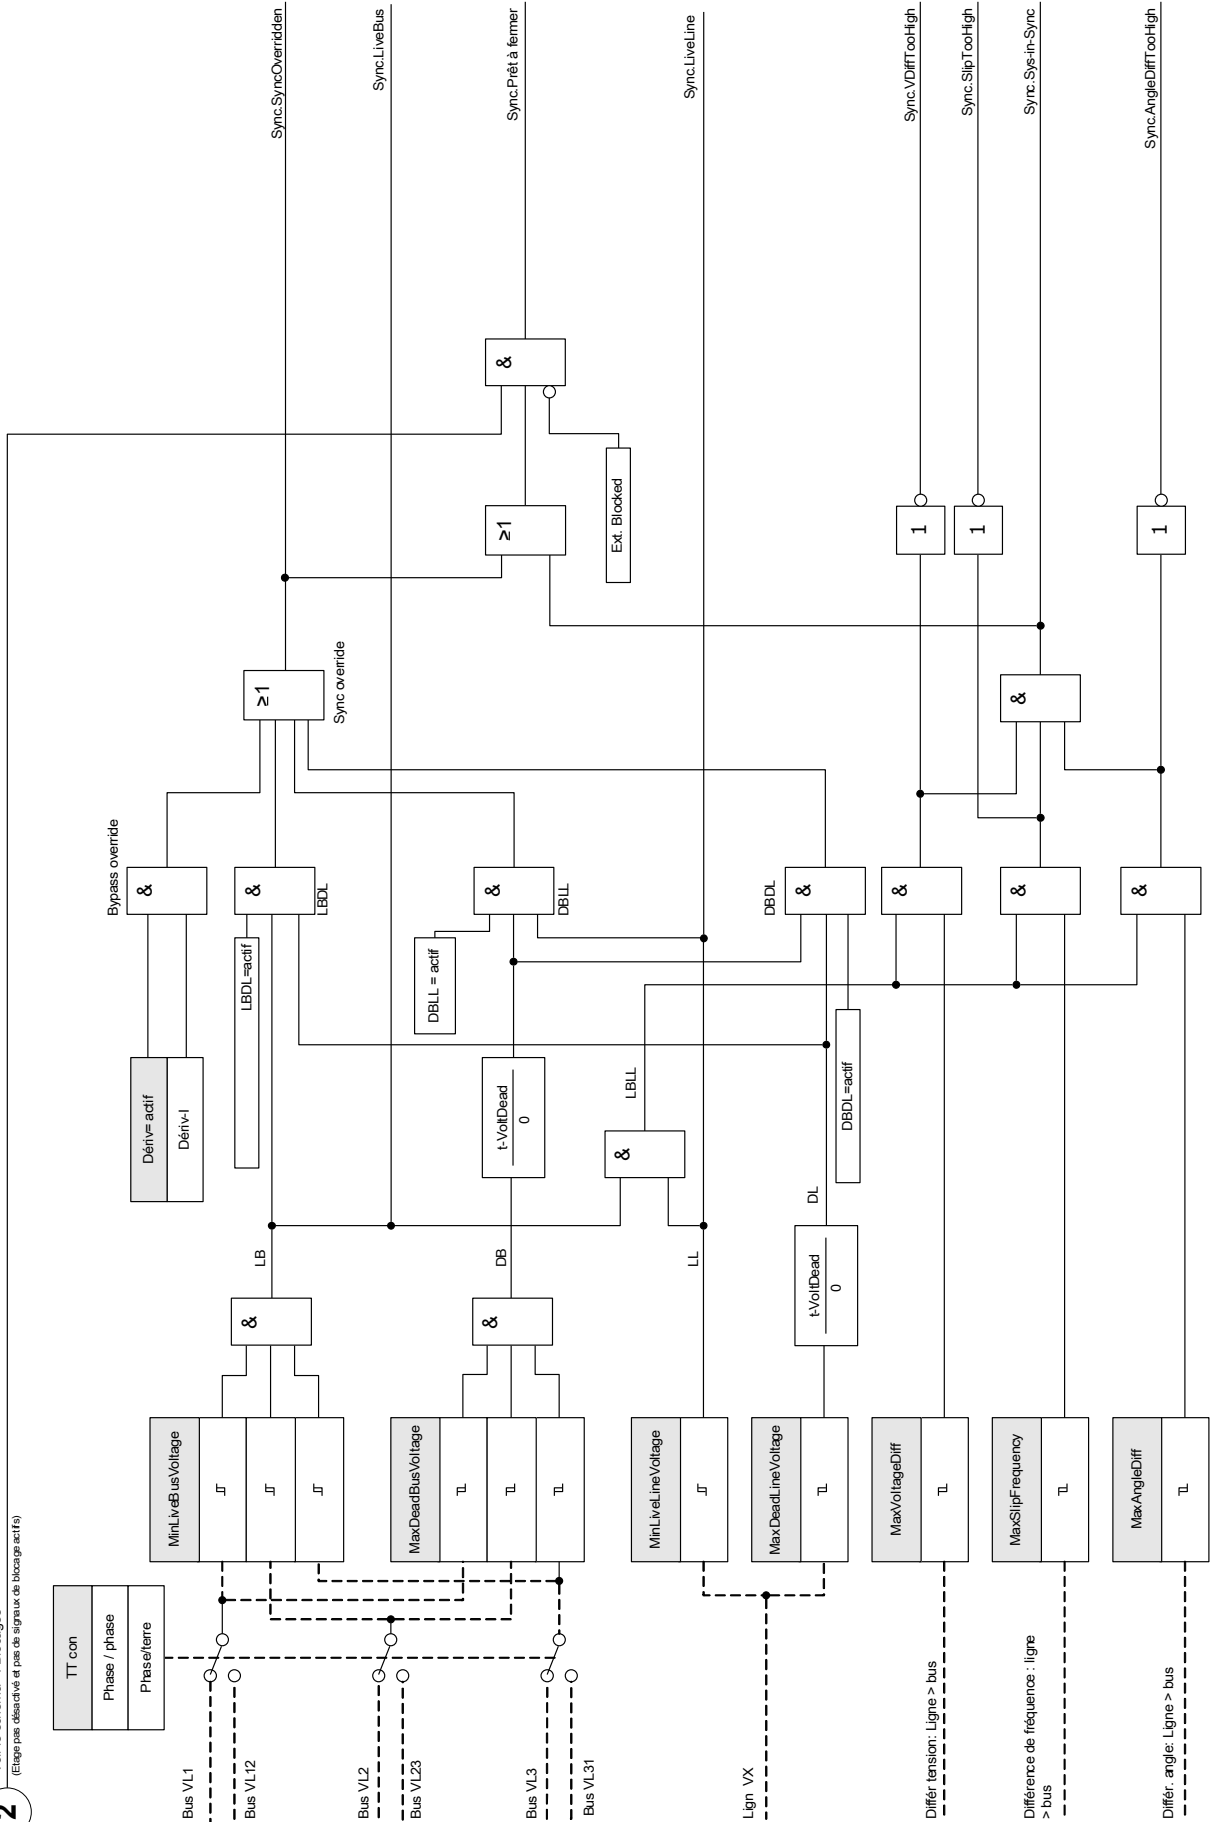 2
(Etage pas désactivé et pas de signaux de blocage actifs)
TT con
Phase / phase
Phase/terre
Bus VL1
Bus VL12
Bus VL2
Bus VL23
Bus VL3
Bus VL31
Lign VX
Différ tension: Ligne > bus
Différence de fréquence : ligne
> bus
Différ. angle: Ligne > bus
MinLiveBusVoltage
MaxDeadBusVoltage
MinLiveLineVoltage
MaxDeadLineVoltage
MaxVoltageDiff
MaxSlipFrequency
MaxAngleDiff
&
&
t-VoltDead
0
LB
DB
LL
DL
Dériv= actif
Dériv-I
LBDL=actif
t-VoltDead
0
&
LBLL
DBLL = actif
DBDL=actif
Bypass override
&
&
LBDL
&
DBLL
&
DBDL
&
&
&
≥1
Sync override
&
≥1
Ext. Blocked
1
1
1
&
Sync.SyncOverridden
Sync.LiveBus
Sync.Prêt à fermer
Sync.LiveLine
Sync.VDiffTooHigh
Sync.SlipTooHigh
Sync.Sys-in-Sync
Sync.AngleDiffTooHigh